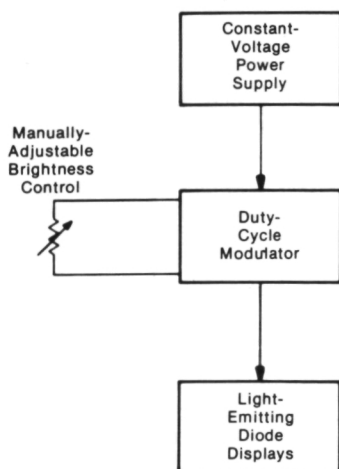 Constant-
Voltage
Power
Supply
Manually-
Adjustable
Brightness
Control
Duty-
Cycle
Modulator
Light-
Emitting
Diode
Displays